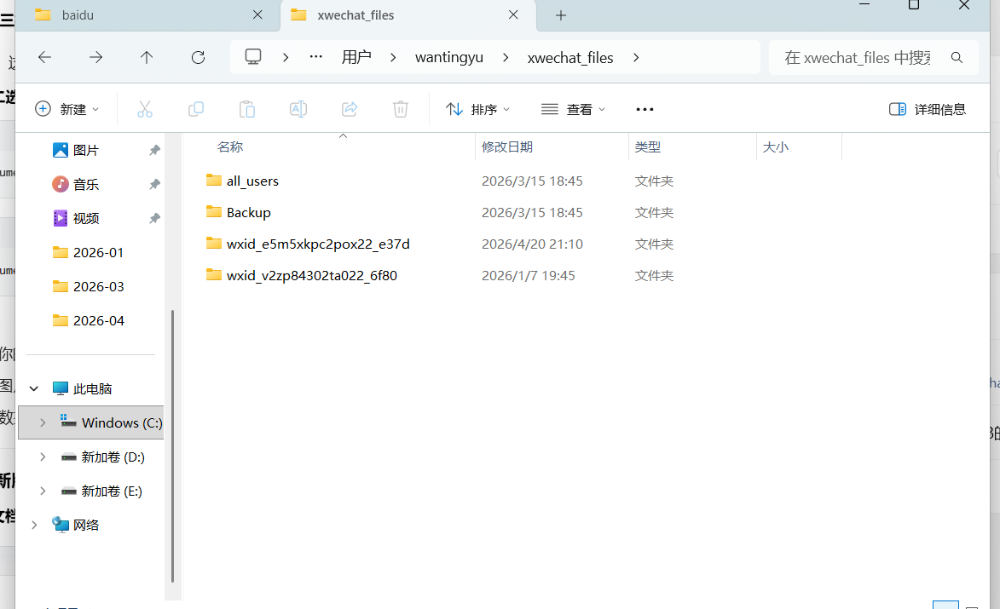 baidu
xwechat_files
用户
wantingyu
xwechat_files
在 xwechat_files 中搜索
新建
排序
查看
详细信息
名称
修改日期
类型
大小
图片
音乐
视频
2026-01
2026-03
2026-04
此电脑
Windows (C:)
新加卷 (D:)
新加卷 (E:)
网络
all_users 2026/3/15 18:45 文件夹
Backup 2026/3/15 18:45 文件夹
wxid_e5m5xkpc2pox22_e37d 2026/4/20 21:10 文件夹
wxid_v2zp84302ta022_6f80 2026/1/7 19:45 文件夹